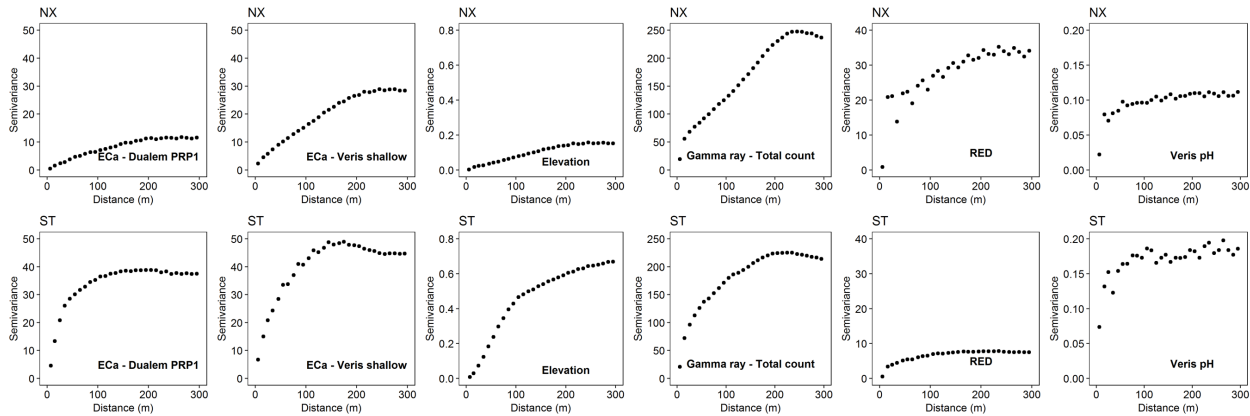 NX
NX
NX
NX
NX
NX
Semivariance
50
40
30
20
10
0
ECa - Dualem PRP1
0 100 200 300
Distance (m)
Semivariance
50
40
30
20
10
0
ECa - Veris shallow
0 100 200 300
Distance (m)
Semivariance
0.8
0.6
0.4
0.2
0.0
Elevation
0 100 200 300
Distance (m)
Semivariance
250
200
150
100
50
0
Gamma ray - Total count
0 100 200 300
Distance (m)
Semivariance
50
40
30
20
10
0
RED
0 100 200 300
Distance (m)
Semivariance
0.20
0.15
0.10
0.05
0.00
Veris pH
0 100 200 300
Distance (m)
ST
ST
ST
ST
ST
ST
Semivariance
50
40
30
20
10
0
ECa - Dualem PRP1
0 100 200 300
Distance (m)
Semivariance
50
40
30
20
10
0
ECa - Veris shallow
0 100 200 300
Distance (m)
Semivariance
0.8
0.6
0.4
0.2
0.0
Elevation
0 100 200 300
Distance (m)
Semivariance
250
200
150
100
50
0
Gamma ray - Total count
0 100 200 300
Distance (m)
Semivariance
50
40
30
20
10
0
RED
0 100 200 300
Distance (m)
Semivariance
0.20
0.15
0.10
0.05
0.00
Veris pH
0 100 200 300
Distance (m)